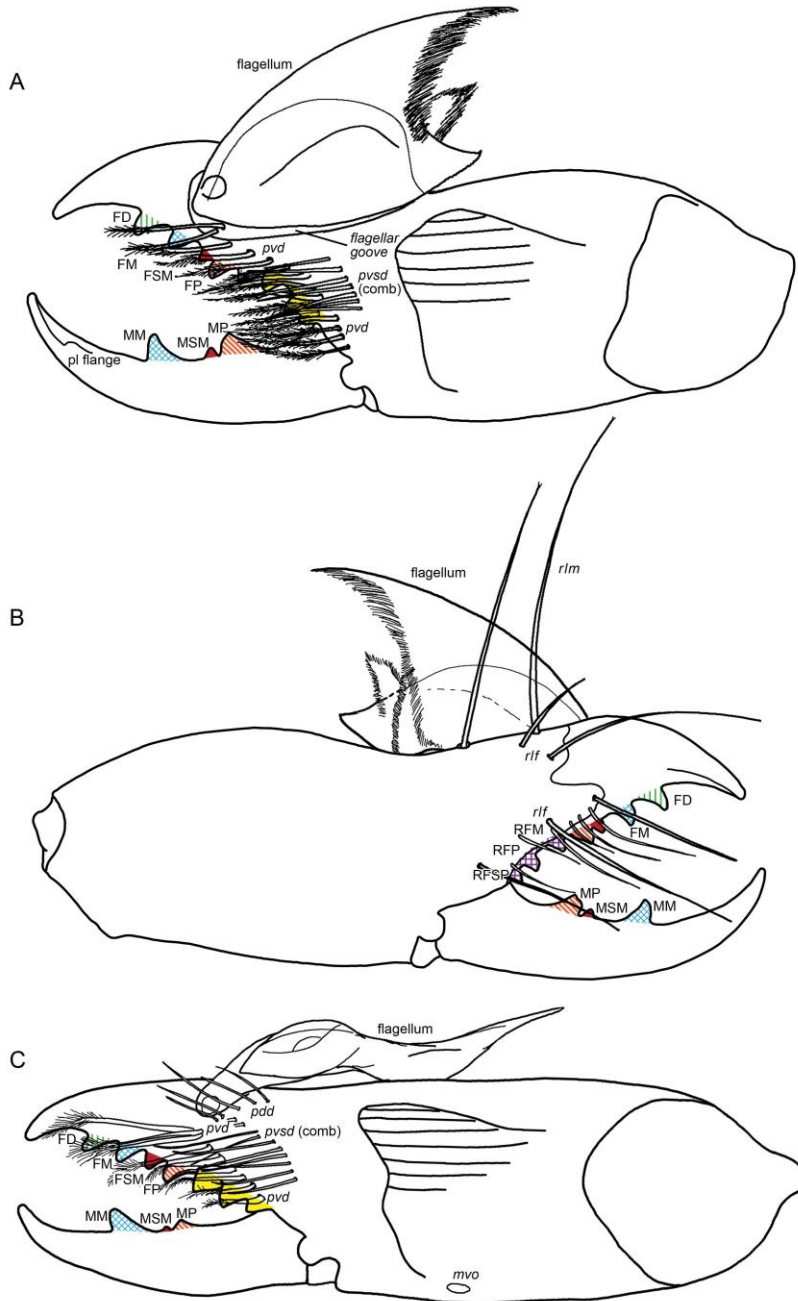 A
flagellum
FD
FM
FSM
FP
pvd
flagellar
goove
pvsd
(comb)
pvd
MM
MSM
MP
pl flange
B
flagellum
rlm
rlf
FD
FM
rlf
RFM
RFP
RFSP
MP
MSM
MM
C
flagellum
pdd
pvd
pvsd (comb)
FD
FM
FSM
FP
pvd
MM
MSM
MP
mvo